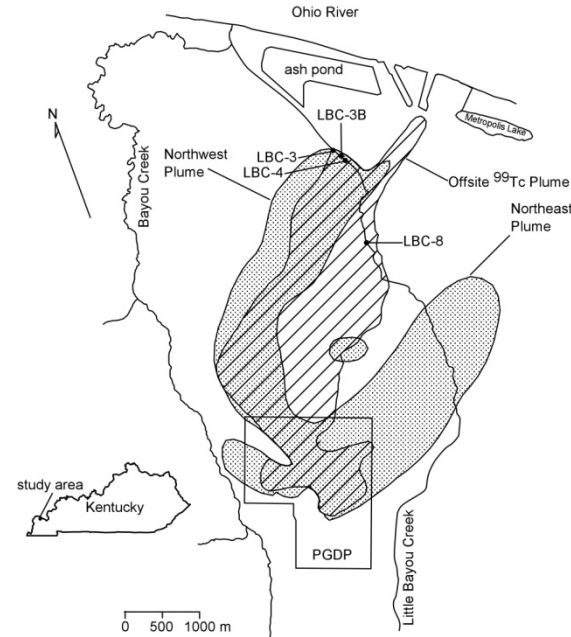 Ohio River
ash pond
N
LBC-3B
Metropolis Lake
LBC-3
LBC-4
Northwest
Plume
Bayou Creek
Offsite ⁹⁹Tc Plume
Northeast
Plume
LBC-8
study area
Kentucky
PGDP
Little Bayou Creek
0 500 1000 m